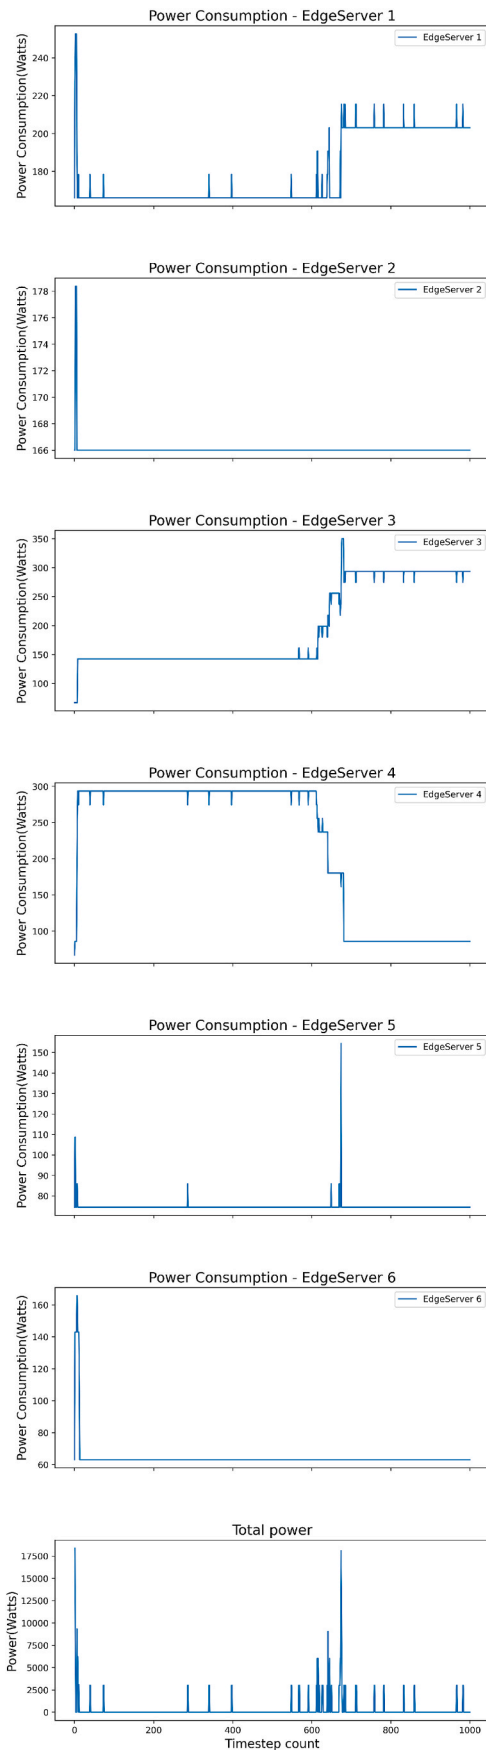 Power Consumption - EdgeServer 1
Power Consumption(Watts)
EdgeServer 1
240
220
200
180
Power Consumption - EdgeServer 2
Power Consumption(Watts)
EdgeServer 2
178
176
174
172
170
168
166
Power Consumption - EdgeServer 3
Power Consumption(Watts)
EdgeServer 3
350
300
250
200
150
100
Power Consumption - EdgeServer 4
Power Consumption(Watts)
EdgeServer 4
300
250
200
150
100
Power Consumption - EdgeServer 5
Power Consumption(Watts)
EdgeServer 5
150
140
130
120
110
100
90
80
Power Consumption - EdgeServer 6
Power Consumption(Watts)
EdgeServer 6
160
140
120
100
80
60
Total power
Power(Watts)
17500
15000
12500
10000
7500
5000
2500
0
0 200 400 600 800 1000
Timestep count